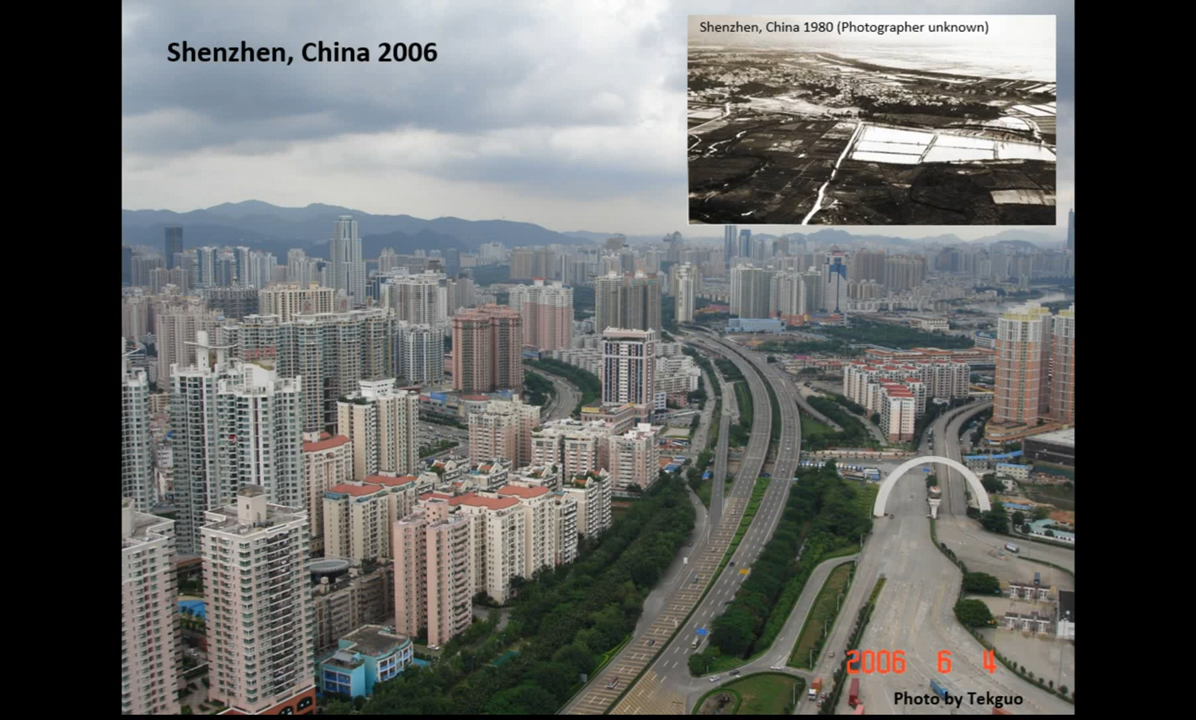 Shenzhen, China 2006
Shenzhen, China 1980 (Photographer unknown)
2006 6 4
Photo by Tekguo